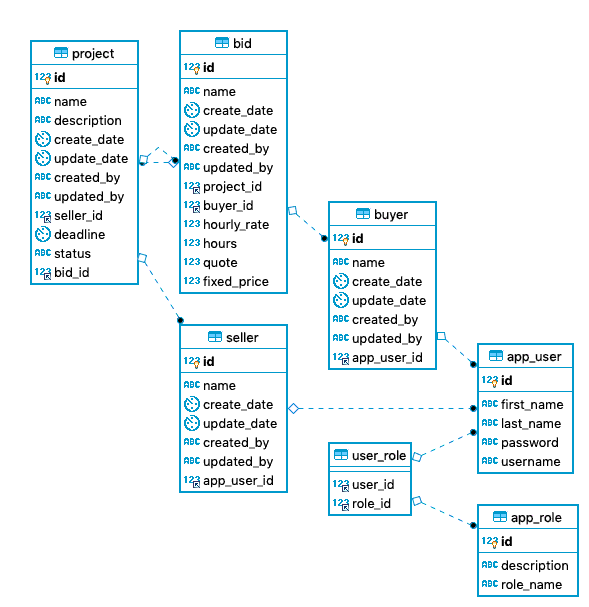 project
123 id
ABC name
ABC description
create_date
update_date
ABC created_by
ABC updated_by
123 seller_id
deadline
ABC status
123 bid_id
bid
123 id
ABC name
create_date
update_date
ABC created_by
ABC updated_by
123 project_id
123 buyer_id
123 hourly_rate
123 hours
123 quote
123 fixed_price
buyer
123 id
ABC name
create_date
update_date
ABC created_by
ABC updated_by
123 app_user_id
seller
123 id
ABC name
create_date
update_date
ABC created_by
ABC updated_by
123 app_user_id
app_user
123 id
ABC first_name
ABC last_name
ABC password
ABC username
user_role
123 user_id
123 role_id
app_role
123 id
ABC description
ABC role_name